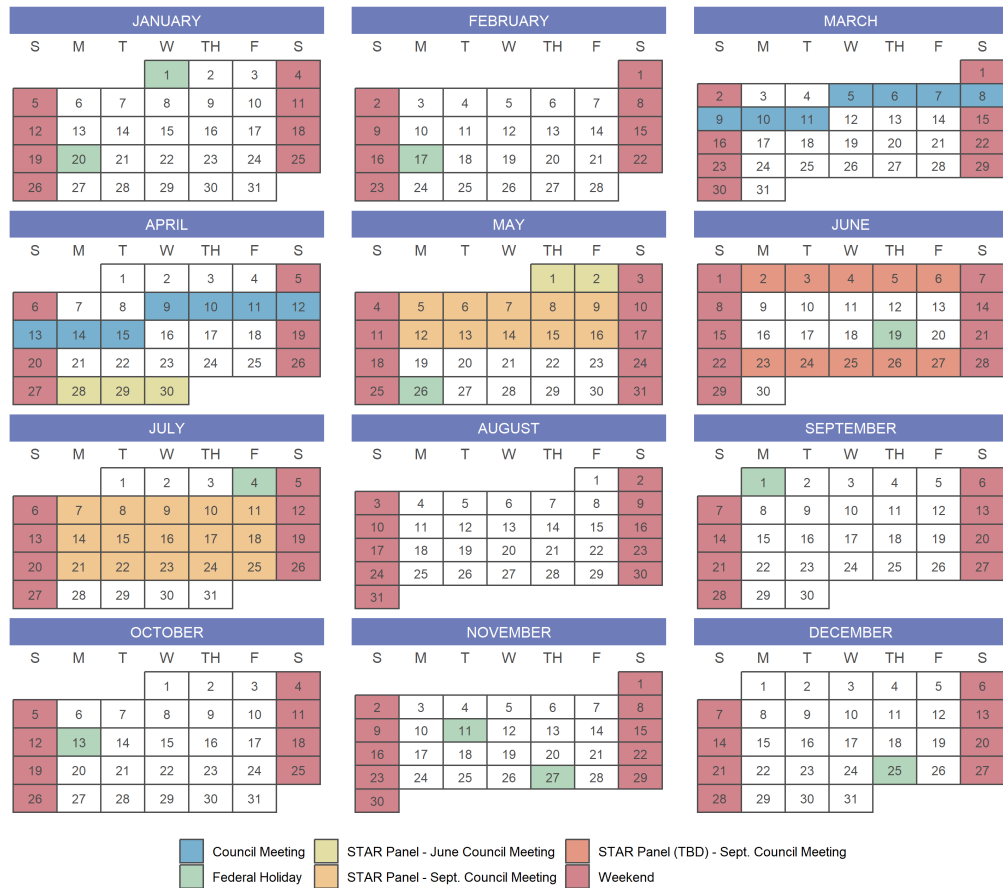 JANUARY FEBRUARY MARCH
S M T W TH F S S M T W TH F S S M T W TH F S
1 2 3 4 1 1
5 6 7 8 9 10 11 2 3 4 5 6 7 8 2 3 4 5 6 7 8
12 13 14 15 16 17 18 9 10 11 12 13 14 15 9 10 11 12 13 14 15
19 20 21 22 23 24 25 16 17 18 19 20 21 22 16 17 18 19 20 21 22
26 27 28 29 30 31 23 24 25 26 27 28 23 24 25 26 27 28 29
30 31
APRIL MAY JUNE
S M T W TH F S S M T W TH F S S M T W TH F S
1 2 3 4 5 1 2 3 1 2 3 4 5 6 7
6 7 8 9 10 11 12 4 5 6 7 8 9 10 8 9 10 11 12 13 14
13 14 15 16 17 18 19 11 12 13 14 15 16 17 15 16 17 18 19 20 21
20 21 22 23 24 25 26 18 19 20 21 22 23 24 22 23 24 25 26 27 28
27 28 29 30 25 26 27 28 29 30 31 29 30
JULY AUGUST SEPTEMBER
S M T W TH F S S M T W TH F S S M T W TH F S
1 2 3 4 5 1 2 1 2 3 4 5 6
6 7 8 9 10 11 12 3 4 5 6 7 8 9 7 8 9 10 11 12 13
13 14 15 16 17 18 19 10 11 12 13 14 15 16 14 15 16 17 18 19 20
20 21 22 23 24 25 26 17 18 19 20 21 22 23 21 22 23 24 25 26 27
27 28 29 30 31 24 25 26 27 28 29 30 28 29 30
31
OCTOBER NOVEMBER DECEMBER
S M T W TH F S S M T W TH F S S M T W TH F S
1 2 3 4 1 1 2 3 4 5 6
5 6 7 8 9 10 11 2 3 4 5 6 7 8 7 8 9 10 11 12 13
12 13 14 15 16 17 18 9 10 11 12 13 14 15 14 15 16 17 18 19 20
19 20 21 22 23 24 25 16 17 18 19 20 21 22 21 22 23 24 25 26 27
26 27 28 29 30 31 23 24 25 26 27 28 29 28 29 30 31
30
Council Meeting STAR Panel - June Council Meeting STAR Panel (TBD) - Sept. Council Meeting
Federal Holiday STAR Panel - Sept. Council Meeting Weekend